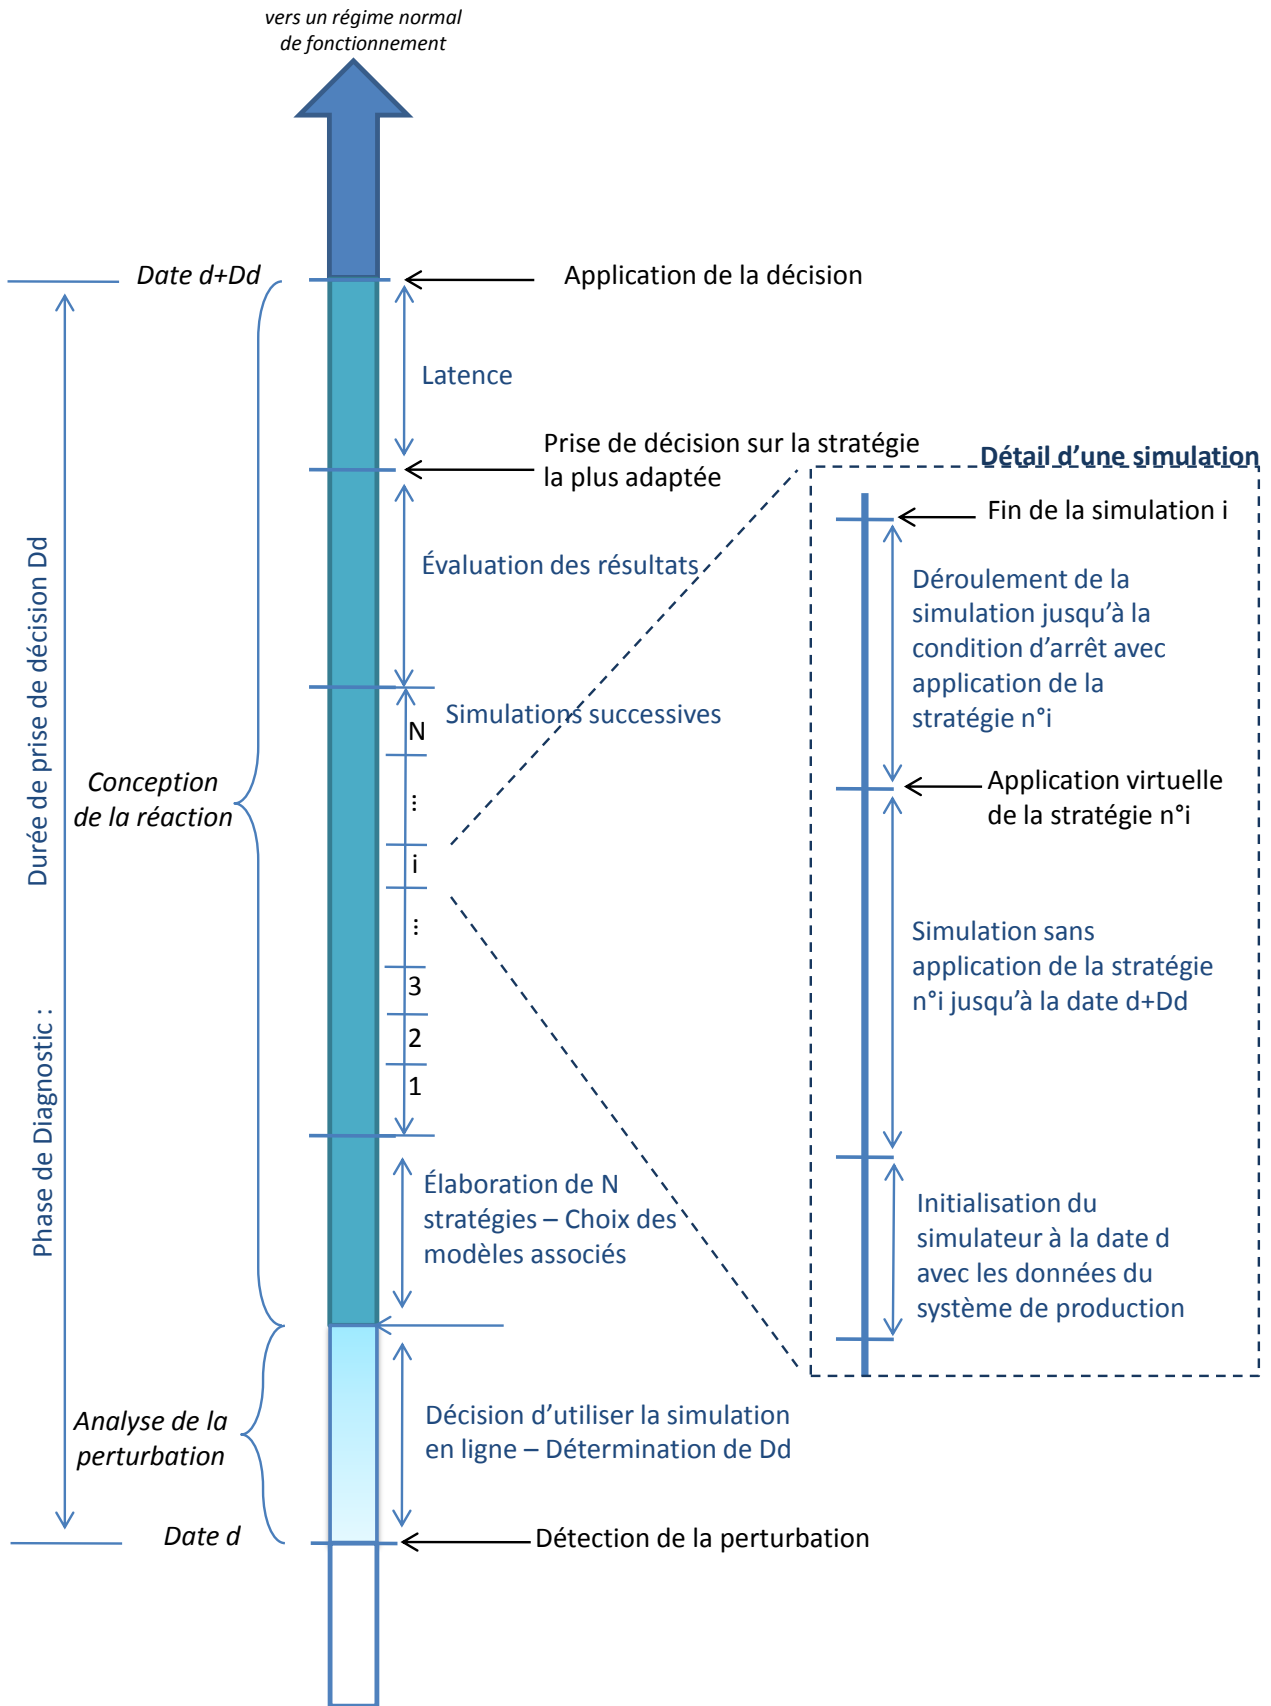 vers un régime normal
de fonctionnement
Date d+Dd
Application de la décision
Latence
Prise de décision sur la stratégie
la plus adaptée
Détail d’une simulation
Fin de la simulation i
Évaluation des résultats
Déroulement de la
simulation jusqu’à la
condition d’arrêt avec
application de la
stratégie n°i
Durée de prise de décision Dd
Simulations successives
N
...
i
...
3
2
1
Conception
de la réaction
Application virtuelle
de la stratégie n°i
Simulation sans
application de la stratégie
n°i jusqu’à la date d+Dd
Phase de Diagnostic :
Élaboration de N
stratégies – Choix des
modèles associés
Initialisation du
simulateur à la date d
avec les données du
système de production
Analyse de la
perturbation
Décision d’utiliser la simulation
en ligne – Détermination de Dd
Date d
Détection de la perturbation